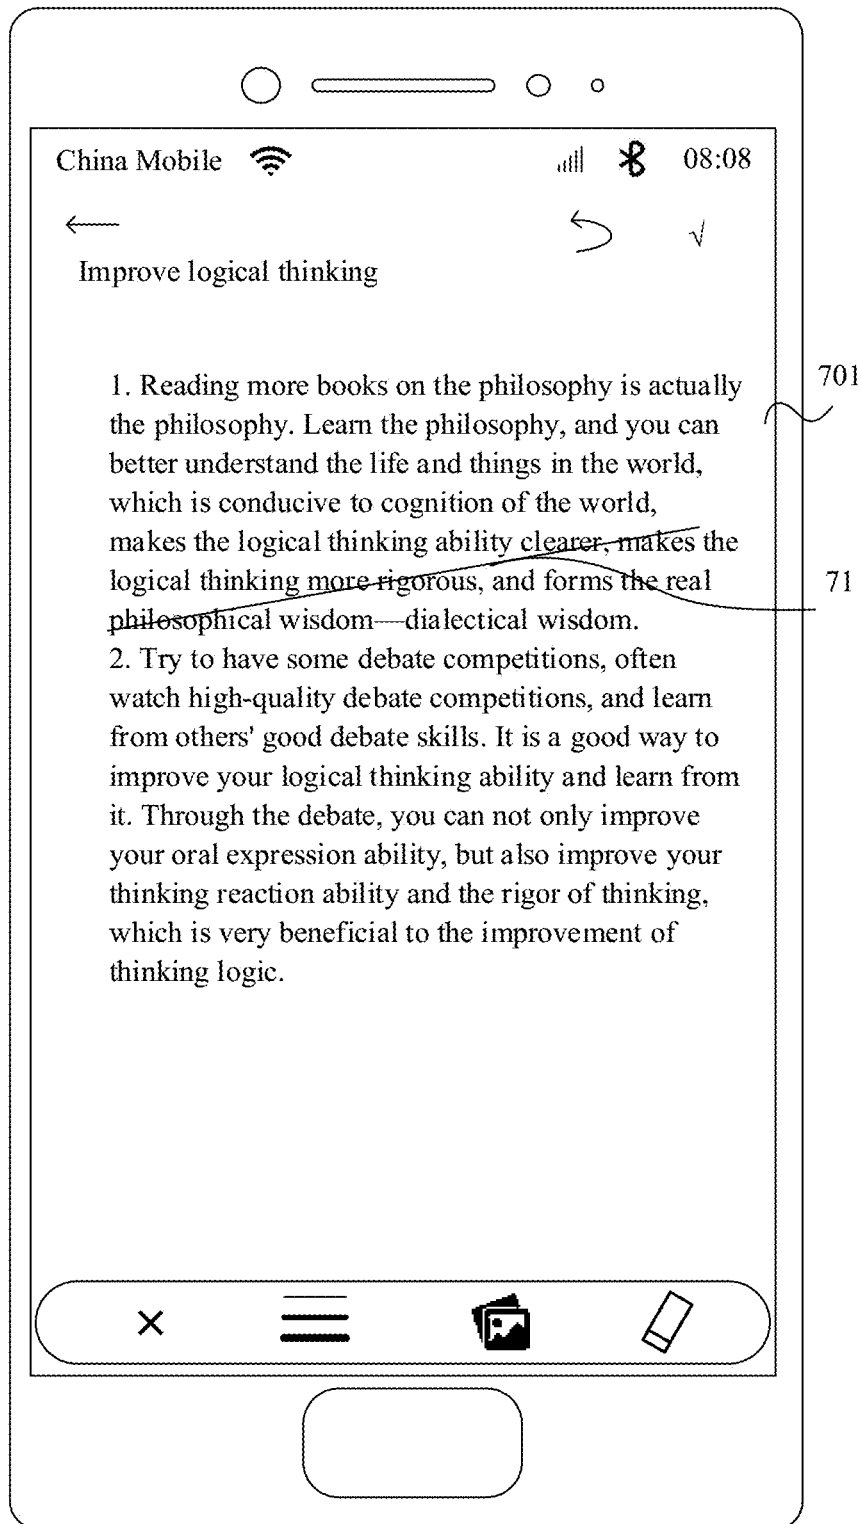 China Mobile 08:08
√
Improve logical thinking
1. Reading more books on the philosophy is actually
the philosophy. Learn the philosophy, and you can
better understand the life and things in the world,
which is conducive to cognition of the world,
makes the logical thinking ability clearer, makes the
logical thinking more rigorous, and forms the real
philosophical wisdom—dialectical wisdom.
2. Try to have some debate competitions, often
watch high-quality debate competitions, and learn
from others' good debate skills. It is a good way to
improve your logical thinking ability and learn from
it. Through the debate, you can not only improve
your oral expression ability, but also improve your
thinking reaction ability and the rigor of thinking,
which is very beneficial to the improvement of
thinking logic.
701
71